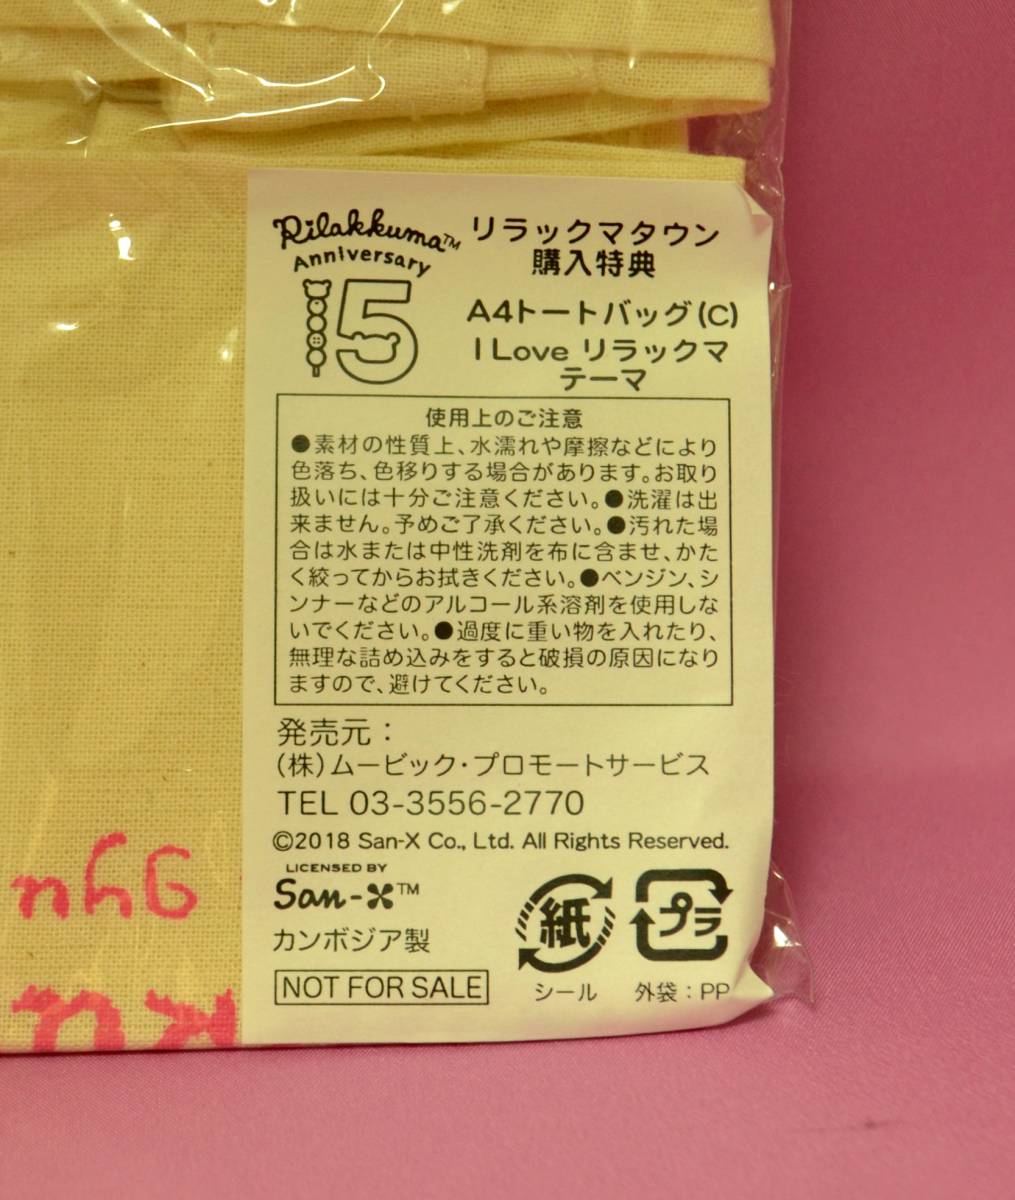 Rilakkuma™
Anniversary
15
リラックマタウン
購入特典
A4トートバッグ(C)
I Love リラックマ
テーマ
使用上のご注意
●素材の性質上、水濡れや摩擦などにより
色落ち、色移りする場合があります。お取り
扱いには十分ご注意ください。●洗濯は出
来ません。予めご了承ください。●汚れた場
合は水または中性洗剤を布に含ませ、かた
く絞ってからお拭きください。●ベンジン、シ
ンナーなどのアルコール系溶剤を使用しな
いでください。●過度に重い物を入れたり、
無理な詰め込みをすると破損の原因になり
ますので、避けてください。
発売元：
(株)ムービック・プロモートサービス
TEL 03-3556-2770
©2018 San-X Co., Ltd. All Rights Reserved.
LICENSED BY
San-X™
カンボジア製
NOT FOR SALE
紙
シール
プラ
外袋：PP